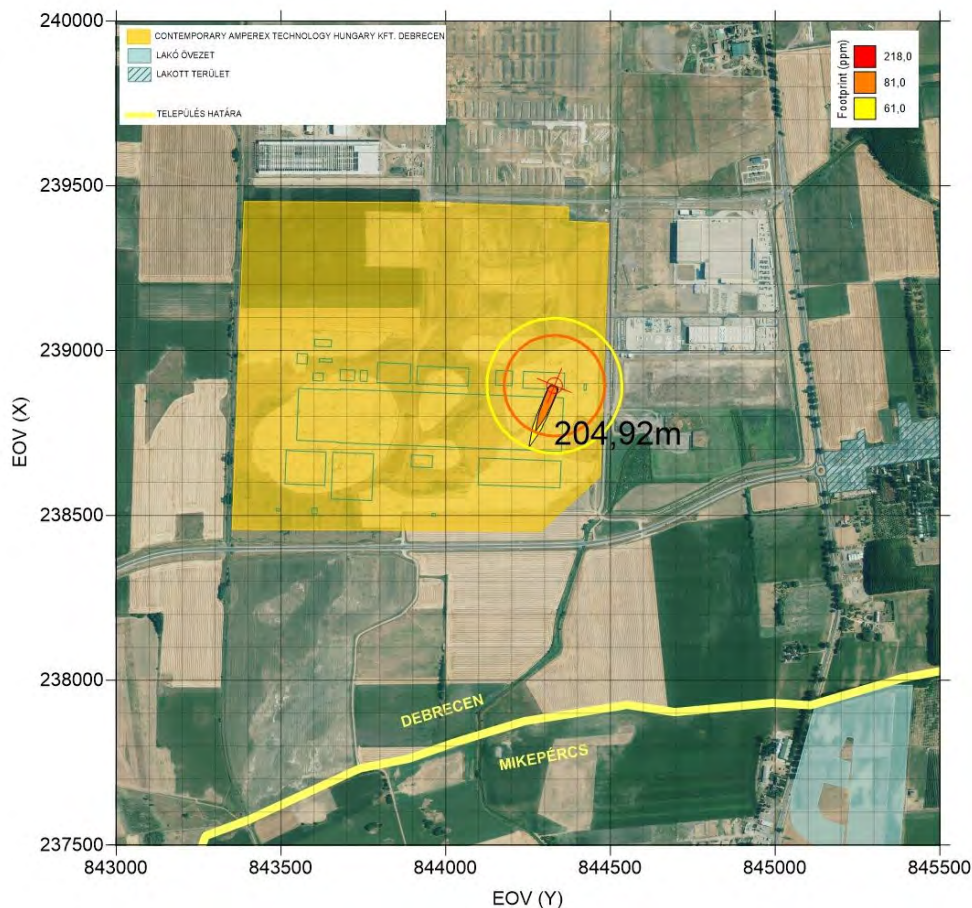 240000
239500
239000
238500
238000
237500
EOV (X)
CONTEMPORARY AMPEREX TECHNOLOGY HUNGARY KFT. DEBRECEN
LAKÓ ÖVEZET
LAKOTT TERÜLET
TELEPÜLÉS HATÁRA
Footprint (ppm)
218,0
81,0
61,0
204,92m
DEBRECEN
MIKEPÉRCS
843000
843500
844000
844500
845000
845500
EOV (Y)